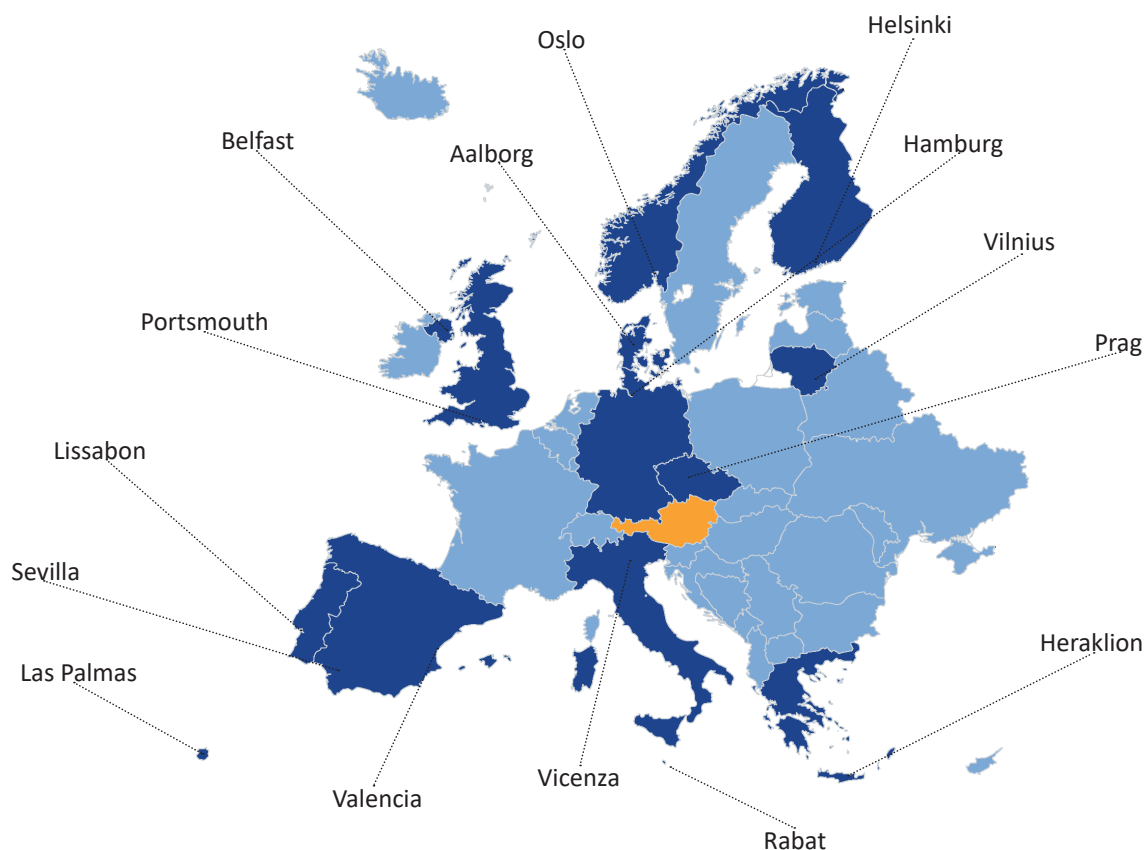 Helsinki
Oslo
Belfast
Aalborg
Hamburg
Vilnius
Portsmouth
Prag
Lissabon
Sevilla
Heraklion
Las Palmas
Vicenza
Valencia
Rabat